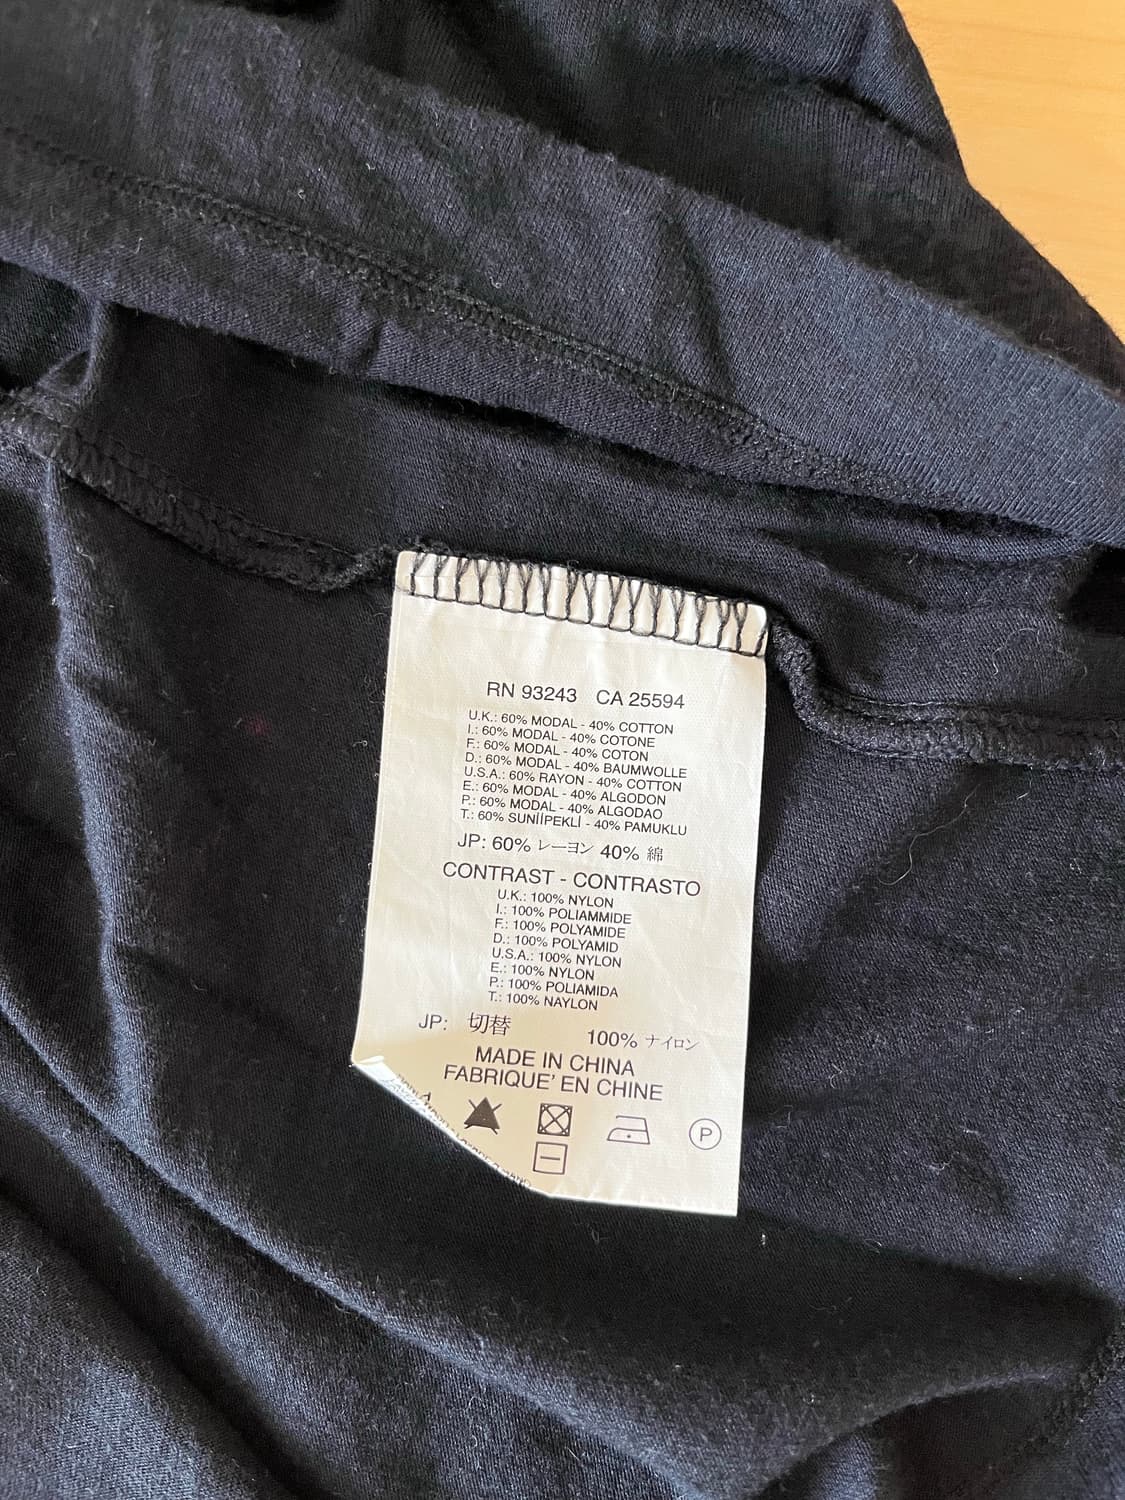 RN 93243 CA 25594
U.K.: 60% MODAL - 40% COTTON
I.: 60% MODAL - 40% COTONE
F.: 60% MODAL - 40% COTON
D.: 60% MODAL - 40% BAUMWOLLE
U.S.A.: 60% RAYON - 40% COTTON
E.: 60% MODAL - 40% ALGODON
P.: 60% MODAL - 40% ALGODAO
T.: 60% SUNİİPEKLİ - 40% PAMUKLU
JP: 60% レーヨン 40% 綿
CONTRAST - CONTRASTO
U.K.: 100% NYLON
I.: 100% POLIAMMIDE
F.: 100% POLYAMIDE
D.: 100% POLYAMID
U.S.A.: 100% NYLON
E.: 100% NYLON
P.: 100% POLIAMIDA
T.: 100% NAYLON
JP: 切替 100% ナイロン
MADE IN CHINA
FABRIQUE' EN CHINE
P